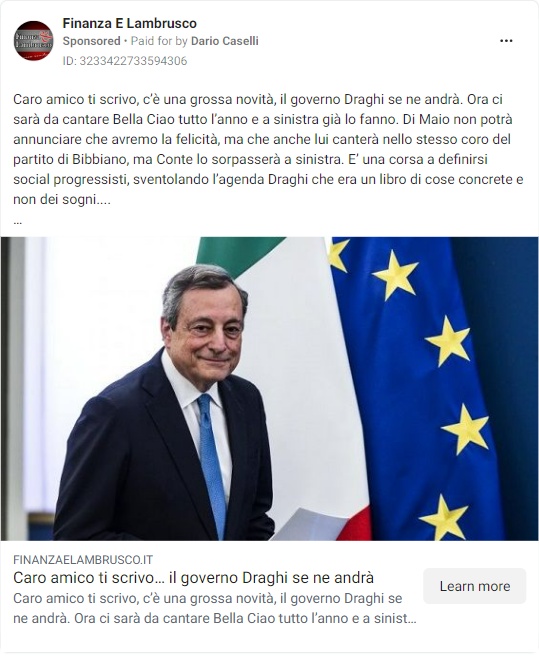 Finanza E Lambrusco
Sponsored • Paid for by Dario Caselli
ID: 3233422733594306
Caro amico ti scrivo, c’è una grossa novità, il governo Draghi se ne andrà. Ora ci
sarà da cantare Bella Ciao tutto l’anno e a sinistra già lo fanno. Di Maio non potrà
annunciare che avremo la felicità, ma che anche lui canterà nello stesso coro del
partito di Bibbiano, ma Conte lo sorpasserà a sinistra. E’ una corsa a definirsi
social progressisti, sventolando l’agenda Draghi che era un libro di cose concrete e
non dei sogni....
...
FINANZAELAMBRUSCO.IT
Caro amico ti scrivo… il governo Draghi se ne andrà
Caro amico ti scrivo, c’è una grossa novità, il governo Draghi se
ne andrà. Ora ci sarà da cantare Bella Ciao tutto l’anno e a sinist...
Learn more